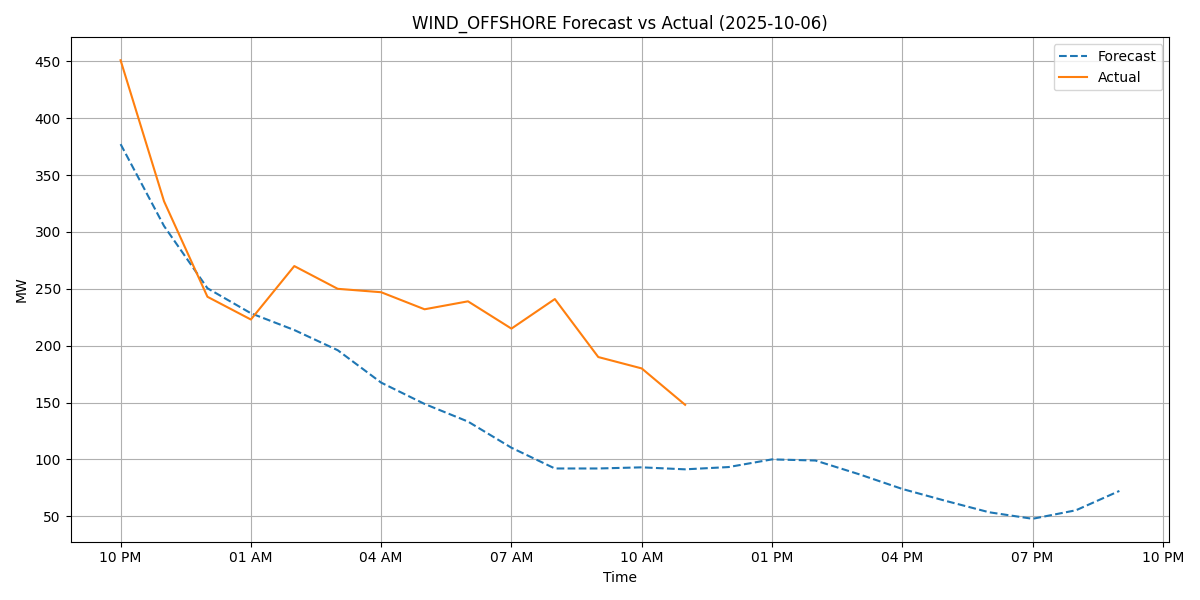 WIND_OFFSHORE Forecast vs Actual (2025-10-06)
Forecast
Actual
MW
450
400
350
300
250
200
150
100
50
10 PM 01 AM 04 AM 07 AM 10 AM 01 PM 04 PM 07 PM 10 PM
Time